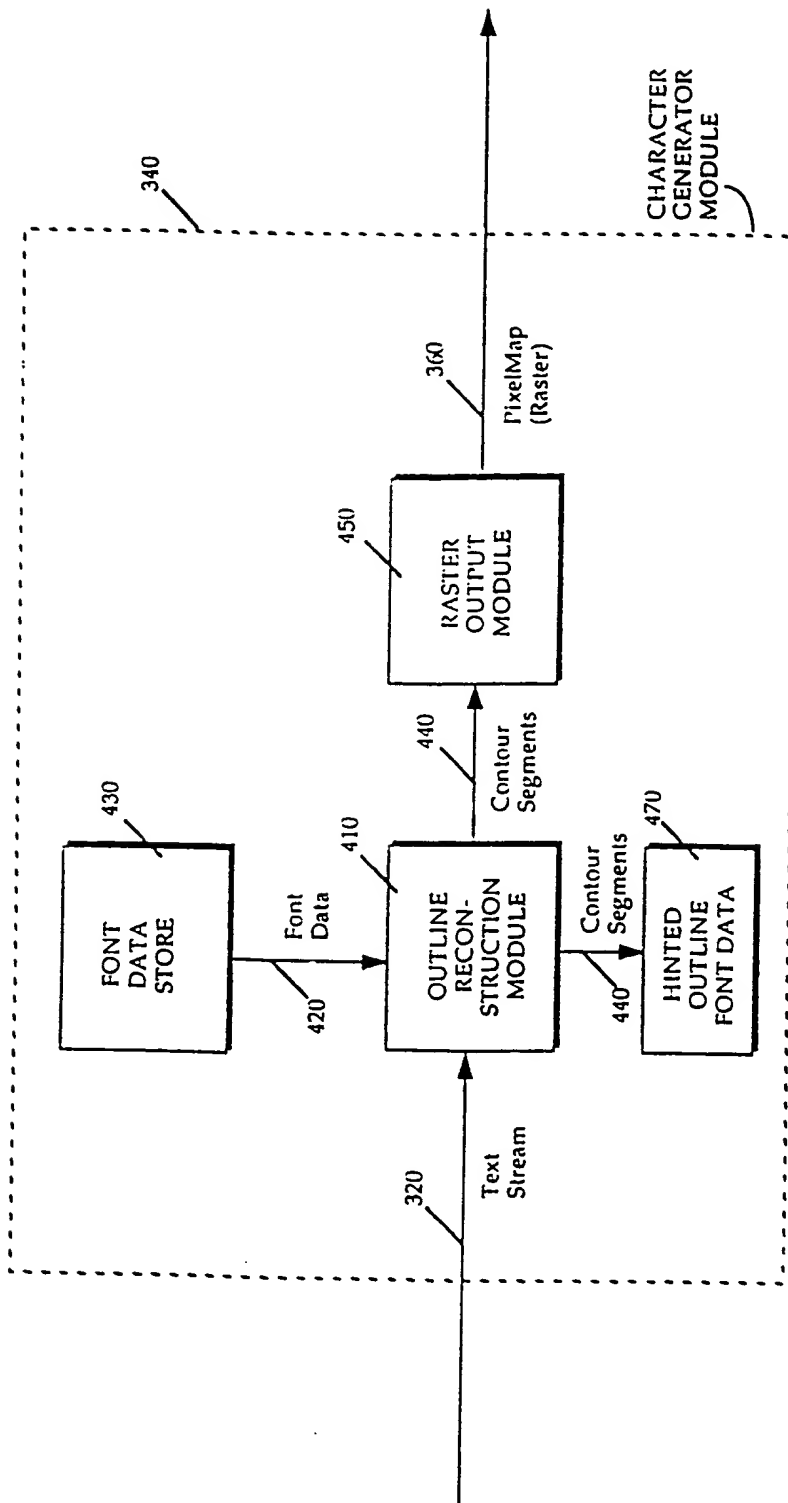 340
CHARACTER
GENERATOR
MODULE
430
FONT
DATA
STORE
420
Font
Data
320
Text
Stream
410
OUTLINE
RECON-
STRUCTION
MODULE
440
Contour
Segments
450
RASTER
OUTPUT
MODULE
360
PixelMap
(Raster)
440
Contour
Segments
470
HINTED
OUTLINE
FONT DATA